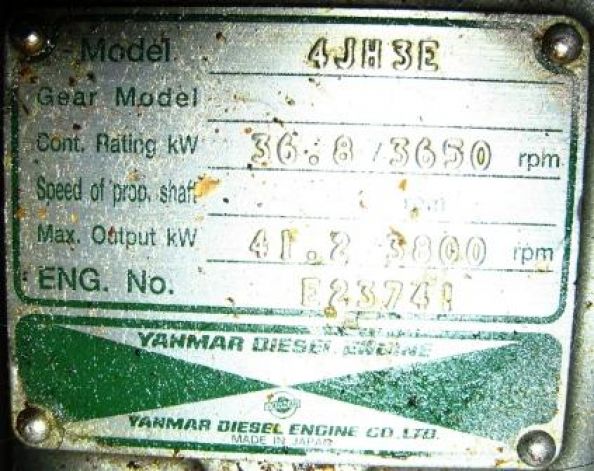 Model 4JH3E
Gear Model
Cont. Rating kW 36.8/3650 rpm
Speed of prop. shaft
Max. Output kW 41.2/3800 rpm
ENG. No. E23741
YANMAR DIESEL ENGINE
YANMAR DIESEL ENGINE CO.,LTD.
MADE IN JAPAN